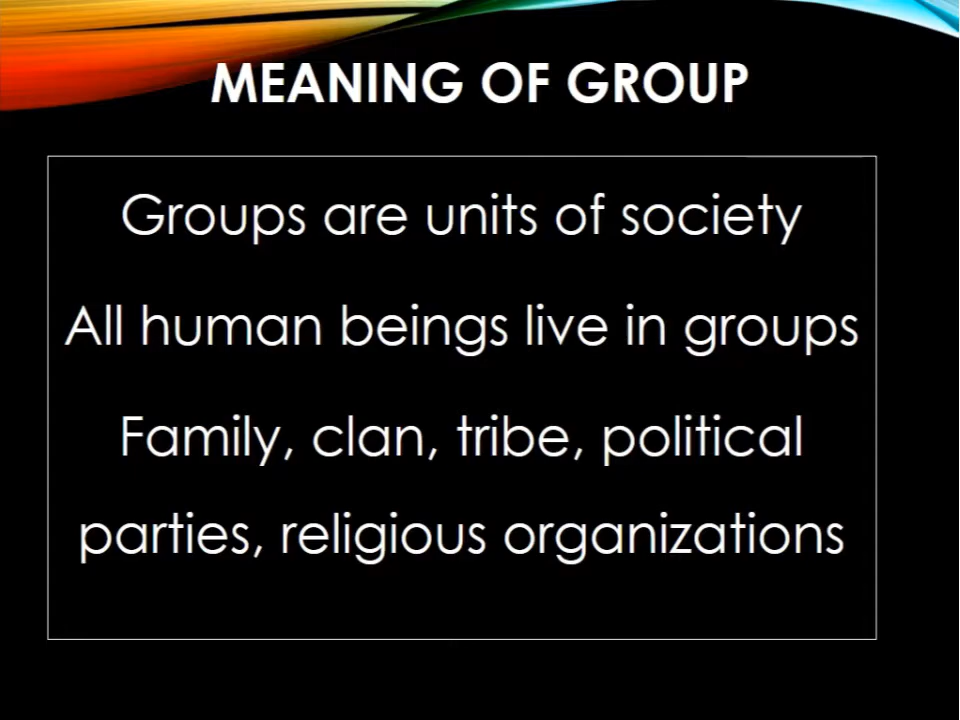 MEANING OF GROUP
Groups are units of society
All human beings live in groups
Family, clan, tribe, political
parties, religious organizations